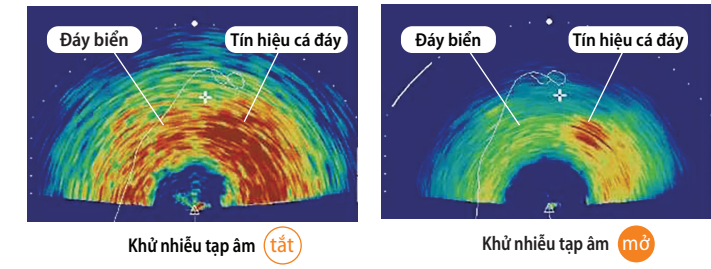 Đáy biển
Tín hiệu cá đáy
Đáy biển
Tín hiệu cá đáy
Khử nhiễu tạp âm tắt
Khử nhiễu tạp âm mở